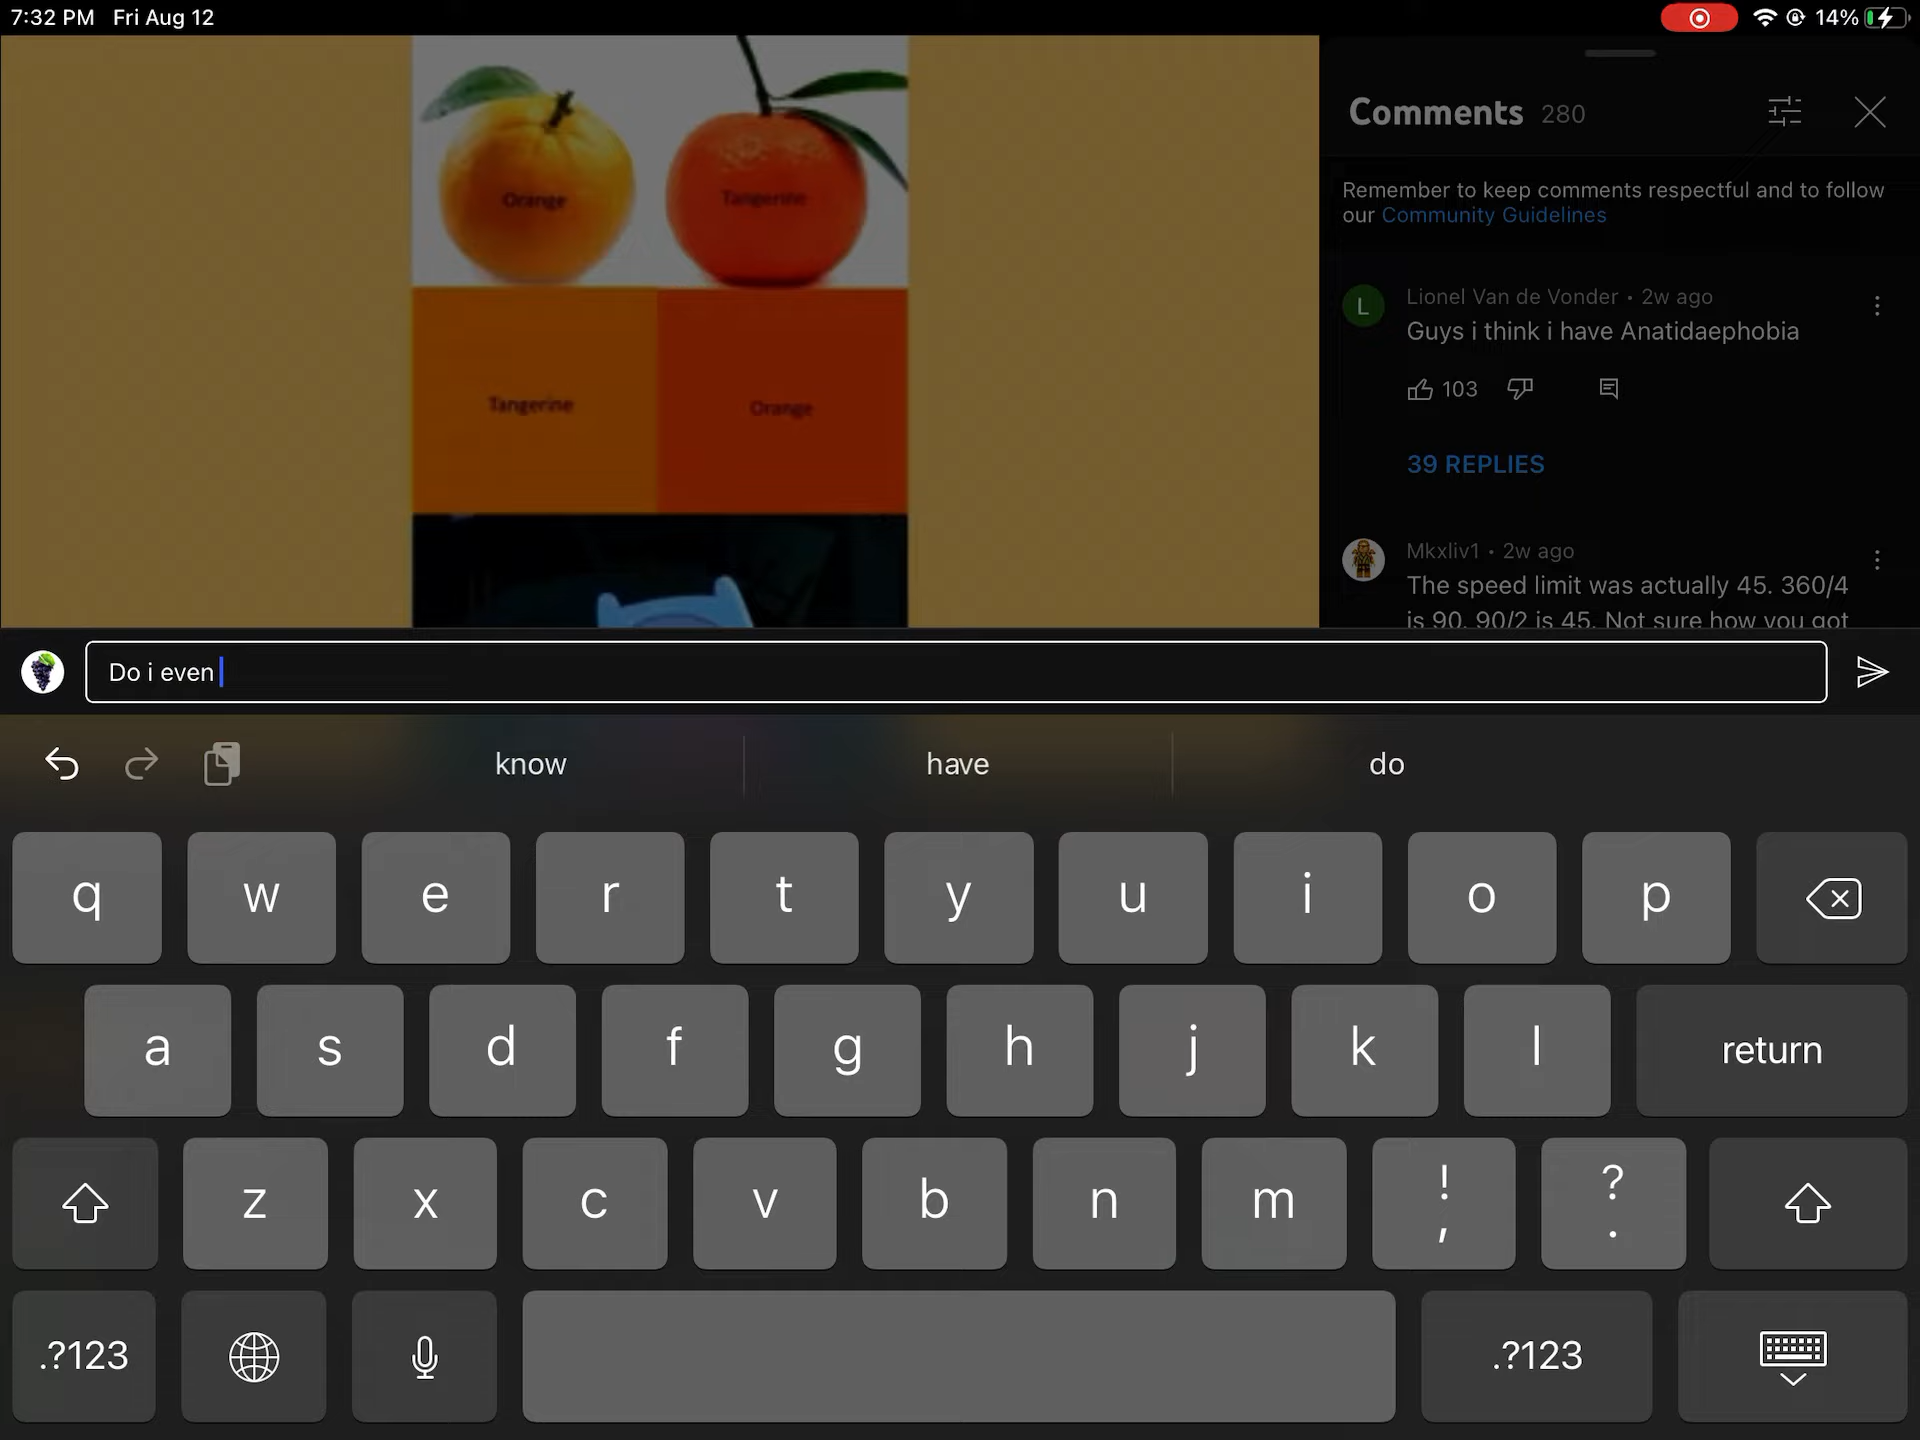 7:32 PM Fri Aug 12
14%
Orange
Tangerine
Tangerine
Orange
Comments 280
Remember to keep comments respectful and to follow
our Community Guidelines
L
Lionel Van de Vonder • 2w ago
Guys i think i have Anatidaephobia
103
39 REPLIES
Mkxliv1 • 2w ago
The speed limit was actually 45. 360/4
is 90. 90/2 is 45. Not sure how you got
Do i even
know
have
do
q w e r t y u i o p
a s d f g h j k l return
z x c v b n m ! , ? .
.?123
.?123